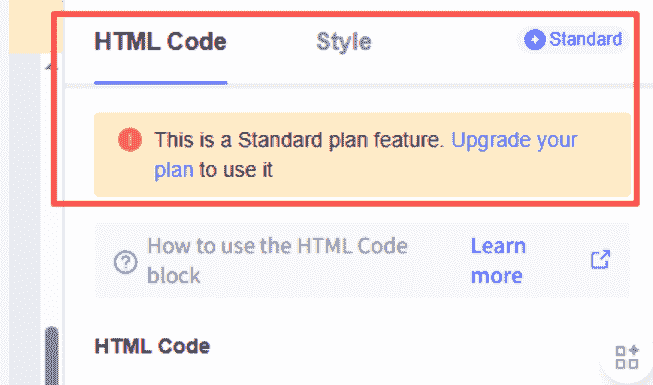 HTML Code Style Standard
This is a Standard plan feature. Upgrade your
plan to use it
How to use the HTML Code Learn
block more
HTML Code